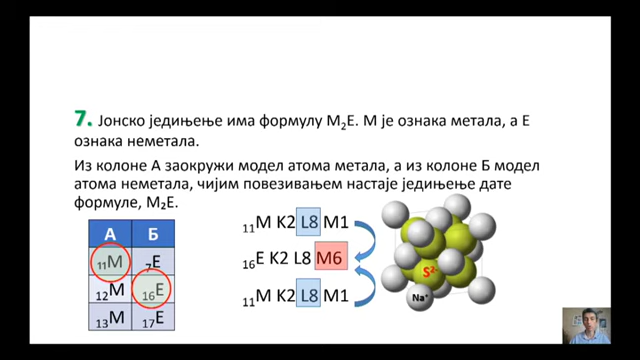 7. Јонско једињење има формулу M₂E. М је ознака метала, а Е
ознака неметала.
Из колоне А заокружи модел атома метала, а из колоне Б модел
атома неметала, чијим повезивањем настаје једињење дате
формуле, M₂E.
А Б
₁₁M ₇E
₁₂M ₁₆E
₁₃M ₁₇E
₁₁M K2 L8 M1
₁₆E K2 L8 M6
₁₁M K2 L8 M1
S²⁻
Na⁺